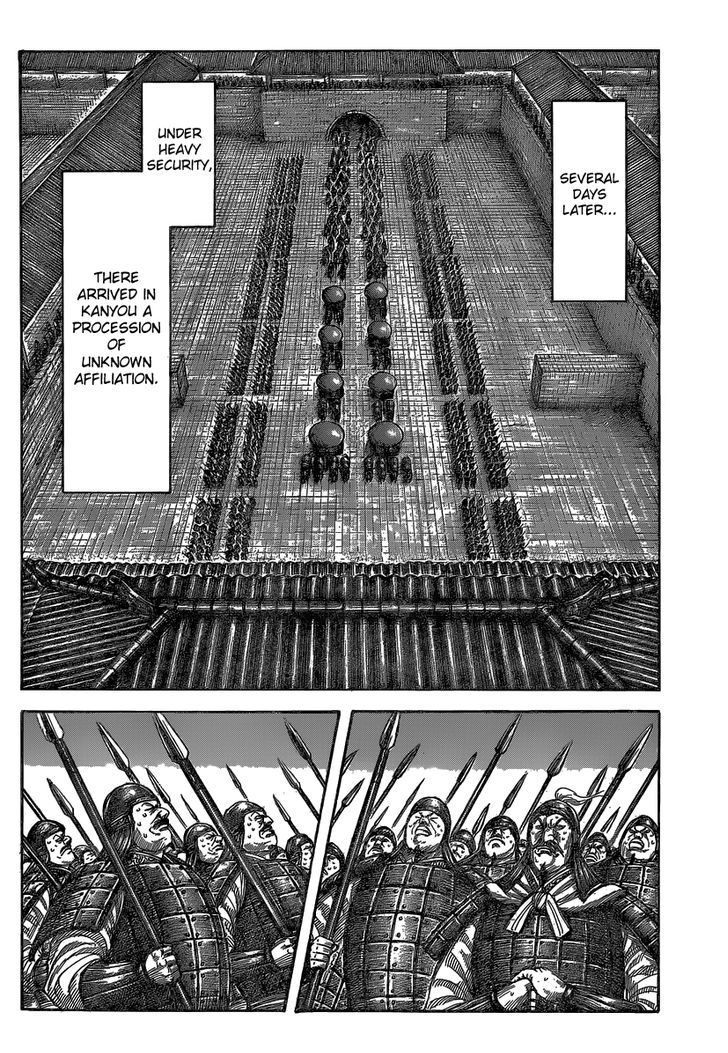 SEVERAL
DAYS
LATER...
UNDER
HEAVY
SECURITY,
THERE
ARRIVED IN
KANYOU A
PROCESSION
OF
UNKNOWN
AFFILIATION.